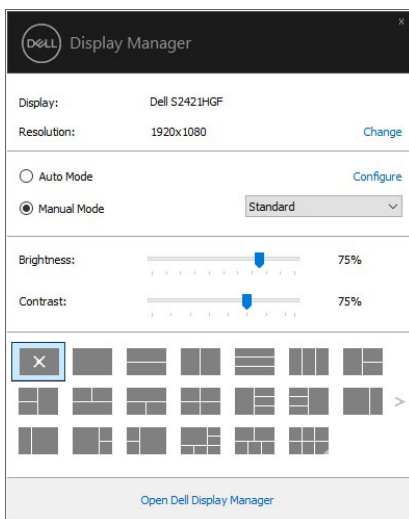 x
DELL Display Manager
Display: Dell S2421HGF
Resolution: 1920x1080 Change
Auto Mode Configure
Manual Mode Standard
Brightness: 75%
Contrast: 75%
Open Dell Display Manager